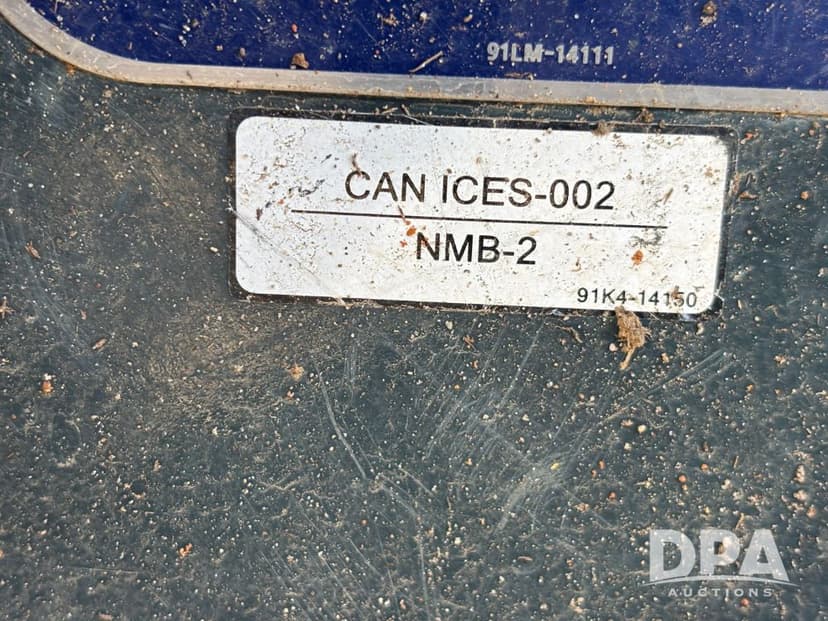 91LM-14111
CAN ICES-002
NMB-2
91K4-14150
DPA
AUCTIONS